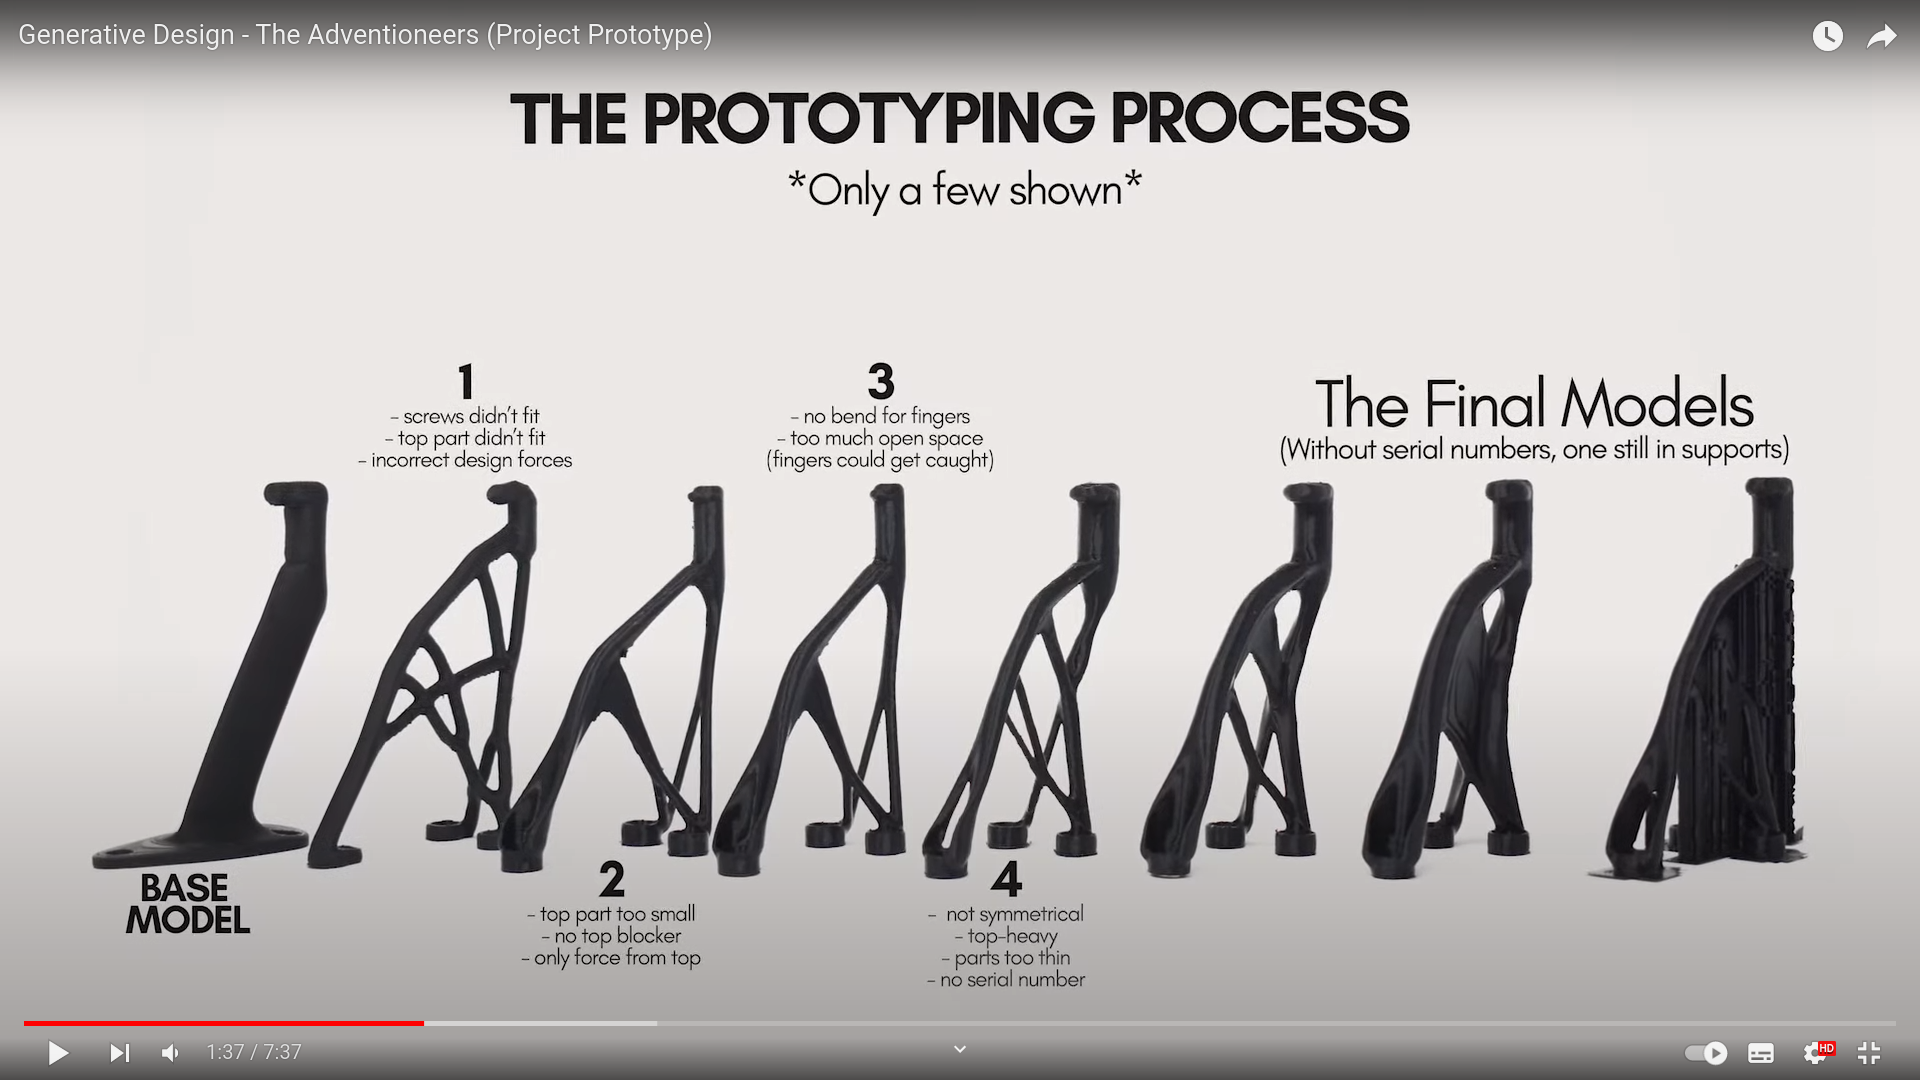 Generative Design - The Adventioneers (Project Prototype)
THE PROTOTYPING PROCESS
*Only a few shown*
1
- screws didn't fit
- top part didn't fit
- incorrect design forces
3
- no bend for fingers
- too much open space
(fingers could get caught)
The Final Models
(Without serial numbers, one still in supports)
BASE
MODEL
2
- top part too small
- no top blocker
- only force from top
4
- not symmetrical
- top-heavy
- parts too thin
- no serial number
1:37 / 7:37
HD